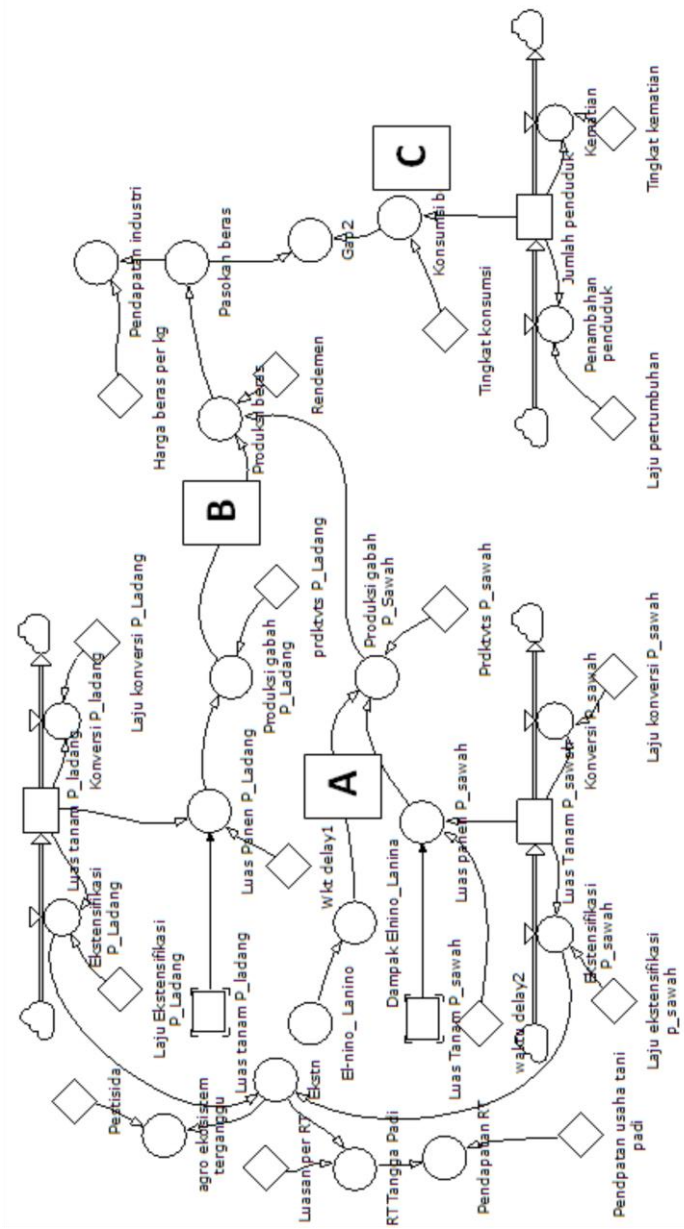 Pestisida
agro ekosistem
terganggu
Luasan per RT
RT Tangga Padi
Pendapatan RT
Pendpatan usaha tani
padi
Ekstn
Ekstensifikasi
P_Ladang
Luas tanam P_ladang
Konversi P_ladang
Laju Ekstensifikasi
P_Ladang
Laju konversi P_Ladang
Luas tanam P_ladang
Luas Panen P_Ladang
Produksi gabah
P_Ladang
prdktvts P_Ladang
B
Wkt delay1
El-nino_ Lanino
Dampak Elnino_Lanina
A
Luas Tanam P_sawah
Luas panen P_sawah
Produksi gabah
P_Sawah
Prdktvts P_sawah
waktu delay2
Ekstensifikasi
P_sawah
Luas Tanam P_sawah
Konversi P_sawah
Laju ekstensifikasi
P_sawah
Laju konversi P_sawah
Pendapatan industri
Harga beras per kg
Pasokan beras
Produksi beras
Rendemen
Gap2
Konsumsi
C
Tingkat konsumsi
Penambahan
penduduk
Jumlah penduduk
Kematian
Laju pertumbuhan
Tingkat kematian